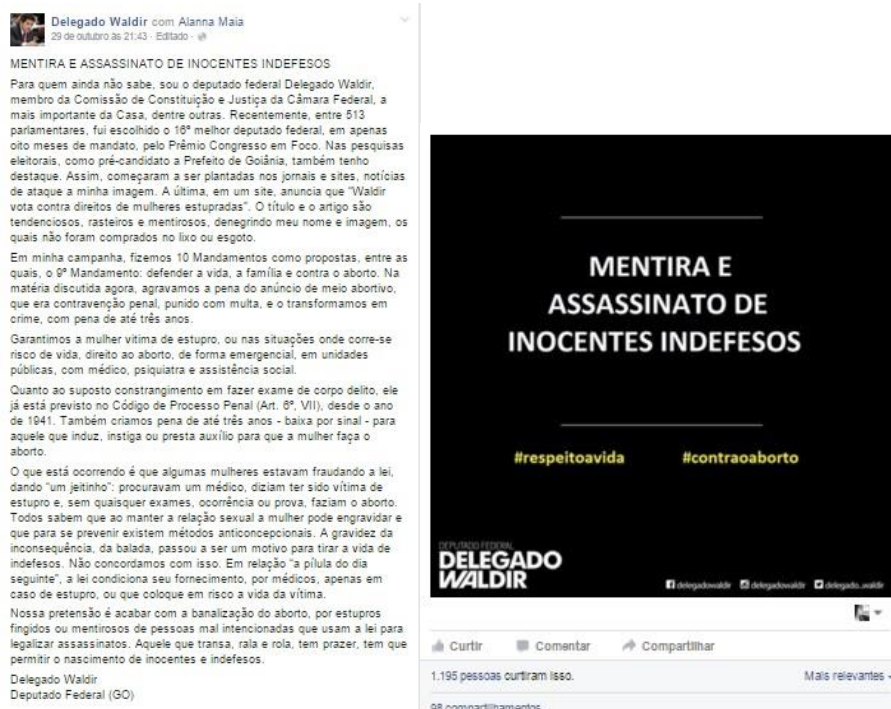 Delegado Waldir com Alanna Maia
29 de outubro às 21:43 · Editado ·
MENTIRA E ASSASSINATO DE INOCENTES INDEFESOS
Para quem ainda não sabe, sou o deputado federal Delegado Waldir,
membro da Comissão de Constituição e Justiça da Câmara Federal, a
mais importante da Casa, dentre outras. Recentemente, entre 513
parlamentares, fui escolhido o 16º melhor deputado federal, em apenas
oito meses de mandato, pelo Prêmio Congresso em Foco. Nas pesquisas
eleitorais, como pré-candidato a Prefeito de Goiânia, também tenho
destaque. Assim, começaram a ser plantadas nos jornais e sites, notícias
de ataque a minha imagem. A última, em um site, anuncia que "Waldir
vota contra direitos de mulheres estupradas". O título e o artigo são
tendenciosos, rasteiros e mentirosos, denegrindo meu nome e imagem, os
quais não foram comprados no lixo ou esgoto.
Em minha campanha, fizemos 10 Mandamentos como propostas, entre as
quais, o 9º Mandamento: defender a vida, a família e contra o aborto. Na
matéria discutida agora, agravamos a pena do anúncio de meio abortivo,
que era contravenção penal, punido com multa, e o transformamos em
crime, com pena de até três anos.
Garantimos a mulher vitima de estupro, ou nas situações onde corre-se
risco de vida, direito ao aborto, de forma emergencial, em unidades
públicas, com médico, psiquiatra e assistência social.
Quanto ao suposto constrangimento em fazer exame de corpo delito, ele
já está previsto no Código de Processo Penal (Art. 6º, VII), desde o ano
de 1941. Também criamos pena de até três anos - baixa por sinal - para
aquele que induz, instiga ou presta auxílio para que a mulher faça o
aborto.
O que está ocorrendo é que algumas mulheres estavam fraudando a lei,
dando "um jeitinho": procuravam um médico, diziam ter sido vítima de
estupro e, sem quaisquer exames, ocorrência ou prova, faziam o aborto.
Todos sabem que ao manter a relação sexual a mulher pode engravidar e
que para se prevenir existem métodos anticoncepcionais. A gravidez da
inconsequência, da balada, passou a ser um motivo para tirar a vida de
indefesos. Não concordamos com isso. Em relação "a pílula do dia
seguinte", a lei condiciona seu fornecimento, por médicos, apenas em
caso de estupro, ou que coloque em risco a vida da vítima.
Nossa pretensão é acabar com a banalização do aborto, por estupros
fingidos ou mentirosos de pessoas mal intencionadas que usam a lei para
legalizar assassinatos. Aquele que transa, rala e rola, tem prazer, tem que
permitir o nascimento de inocentes e indefesos.
Delegado Waldir
Deputado Federal (GO)
MENTIRA E
ASSASSINATO DE
INOCENTES INDEFESOS
#respeitoavida #contraoaborto
DEPUTADO FEDERAL
DELEGADO
WALDIR
delegadowaldir delegadowaldir delegado_waldir
Curtir Comentar Compartilhar
1.195 pessoas curtiram isso. Mais relevantes
98 compartilhamentos